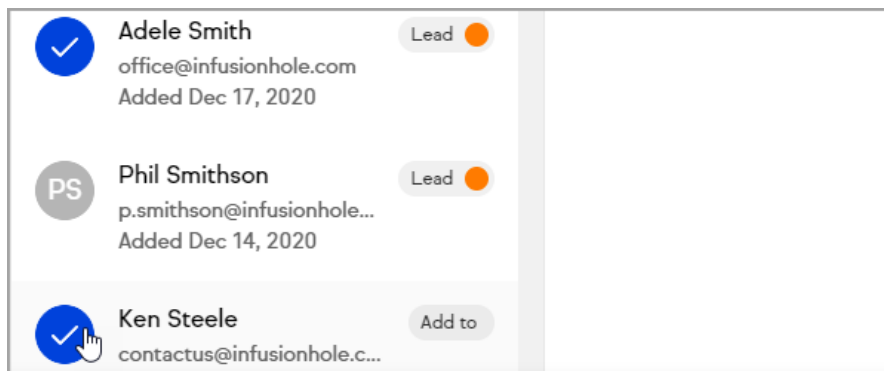 Adele Smith
Lead
office@infusionhole.com
Added Dec 17, 2020
PS
Phil Smithson
Lead
p.smithson@infusionhole...
Added Dec 14, 2020
Ken Steele
Add to
contactus@infusionhole.c...